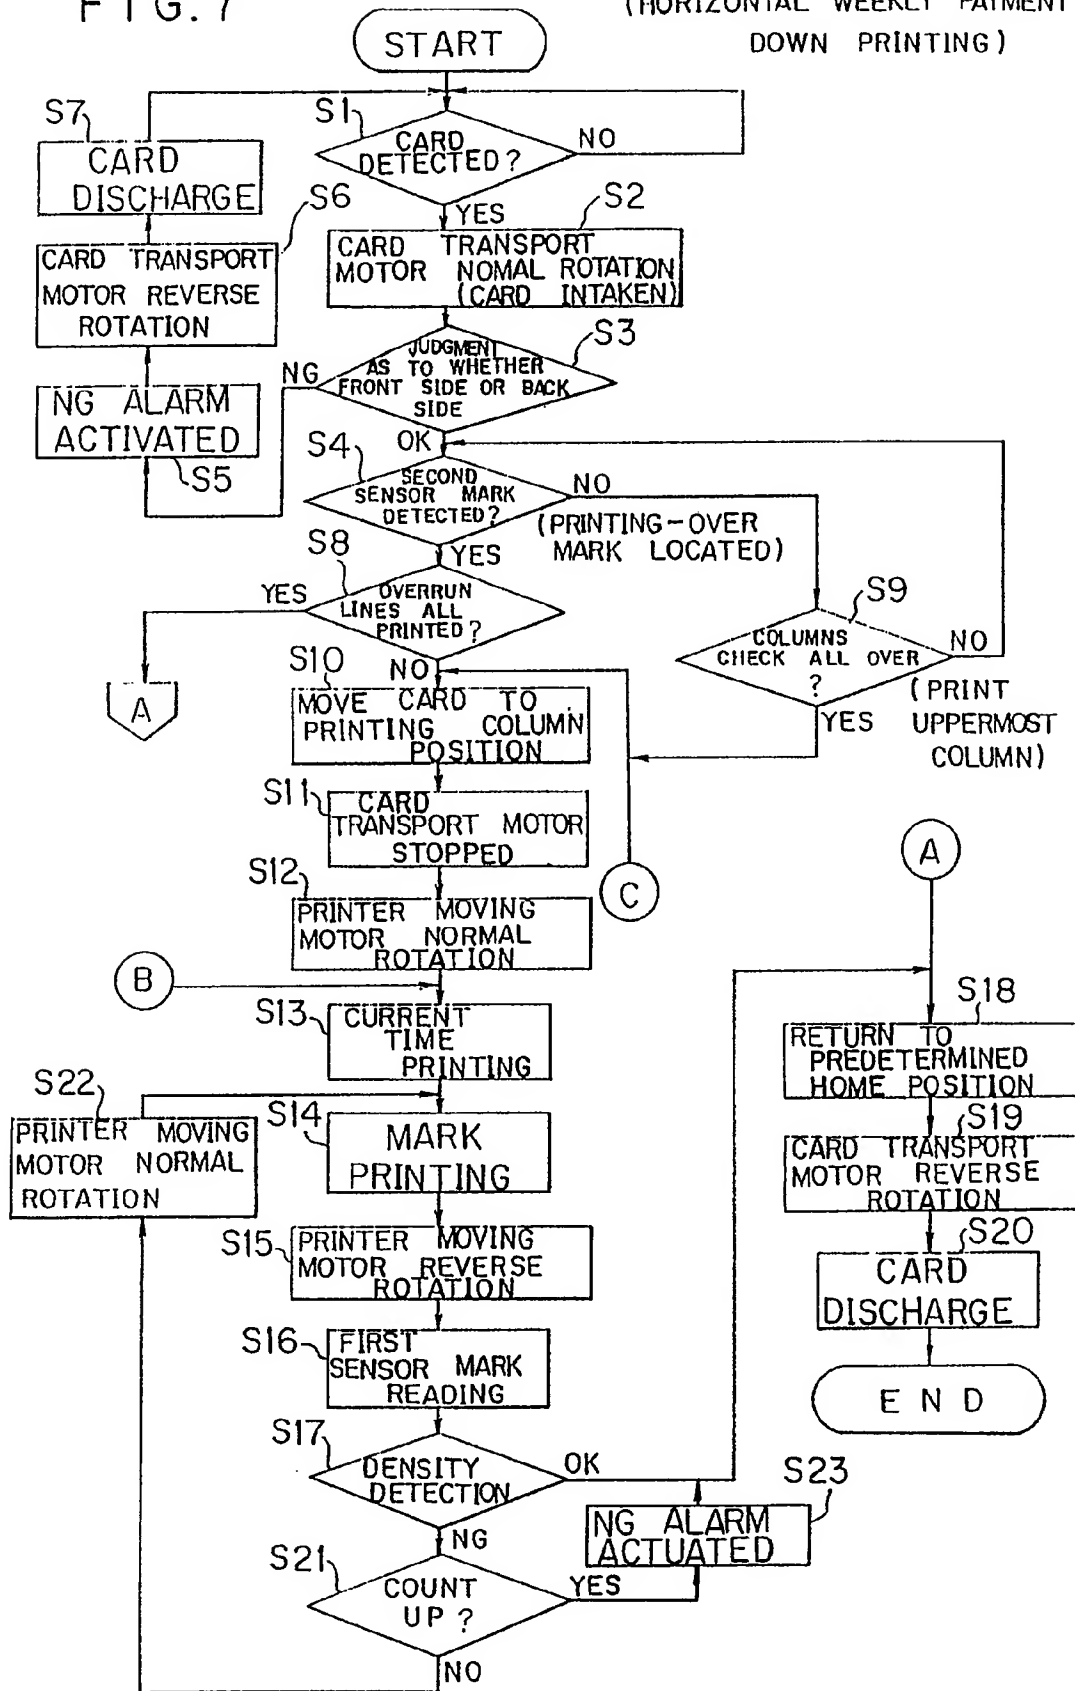 FIG. 7
(HORIZONTAL WEEKLY PAYMENT
DOWN PRINTING)
START
S1
CARD
DETECTED?
NO
YES
S7
CARD
DISCHARGE
S6
CARD TRANSPORT
MOTOR REVERSE
ROTATION
S2
CARD TRANSPORT
MOTOR NOMAL ROTATION
(CARD INTAKEN)
S3
JUDGMENT
AS TO WHETHER
FRONT SIDE OR BACK
SIDE
NG
OK
NG ALARM
ACTIVATED
S5
S4
SECOND
SENSOR MARK
DETECTED?
NO
(PRINTING-OVER
MARK LOCATED)
YES
S8
OVERRUN
LINES ALL
PRINTED?
YES
NO
A
S9
COLUMNS
CHECK ALL OVER
?
NO
(PRINT
UPPERMOST
COLUMN)
YES
S10
MOVE CARD TO
PRINTING COLUMN
POSITION
S11
CARD
TRANSPORT MOTOR
STOPPED
C
A
S12
PRINTER MOVING
MOTOR NORMAL
ROTATION
B
S13
CURRENT
TIME
PRINTING
S22
PRINTER MOVING
MOTOR NORMAL
ROTATION
S14
MARK
PRINTING
S15
PRINTER MOVING
MOTOR REVERSE
ROTATION
S16
FIRST
SENSOR MARK
READING
S17
DENSITY
DETECTION
OK
NG
S21
COUNT
UP?
YES
NO
S23
NG ALARM
ACTUATED
S18
RETURN TO
PREDETERMINED
HOME POSITION
S19
CARD TRANSPORT
MOTOR REVERSE
ROTATION
S20
CARD
DISCHARGE
END